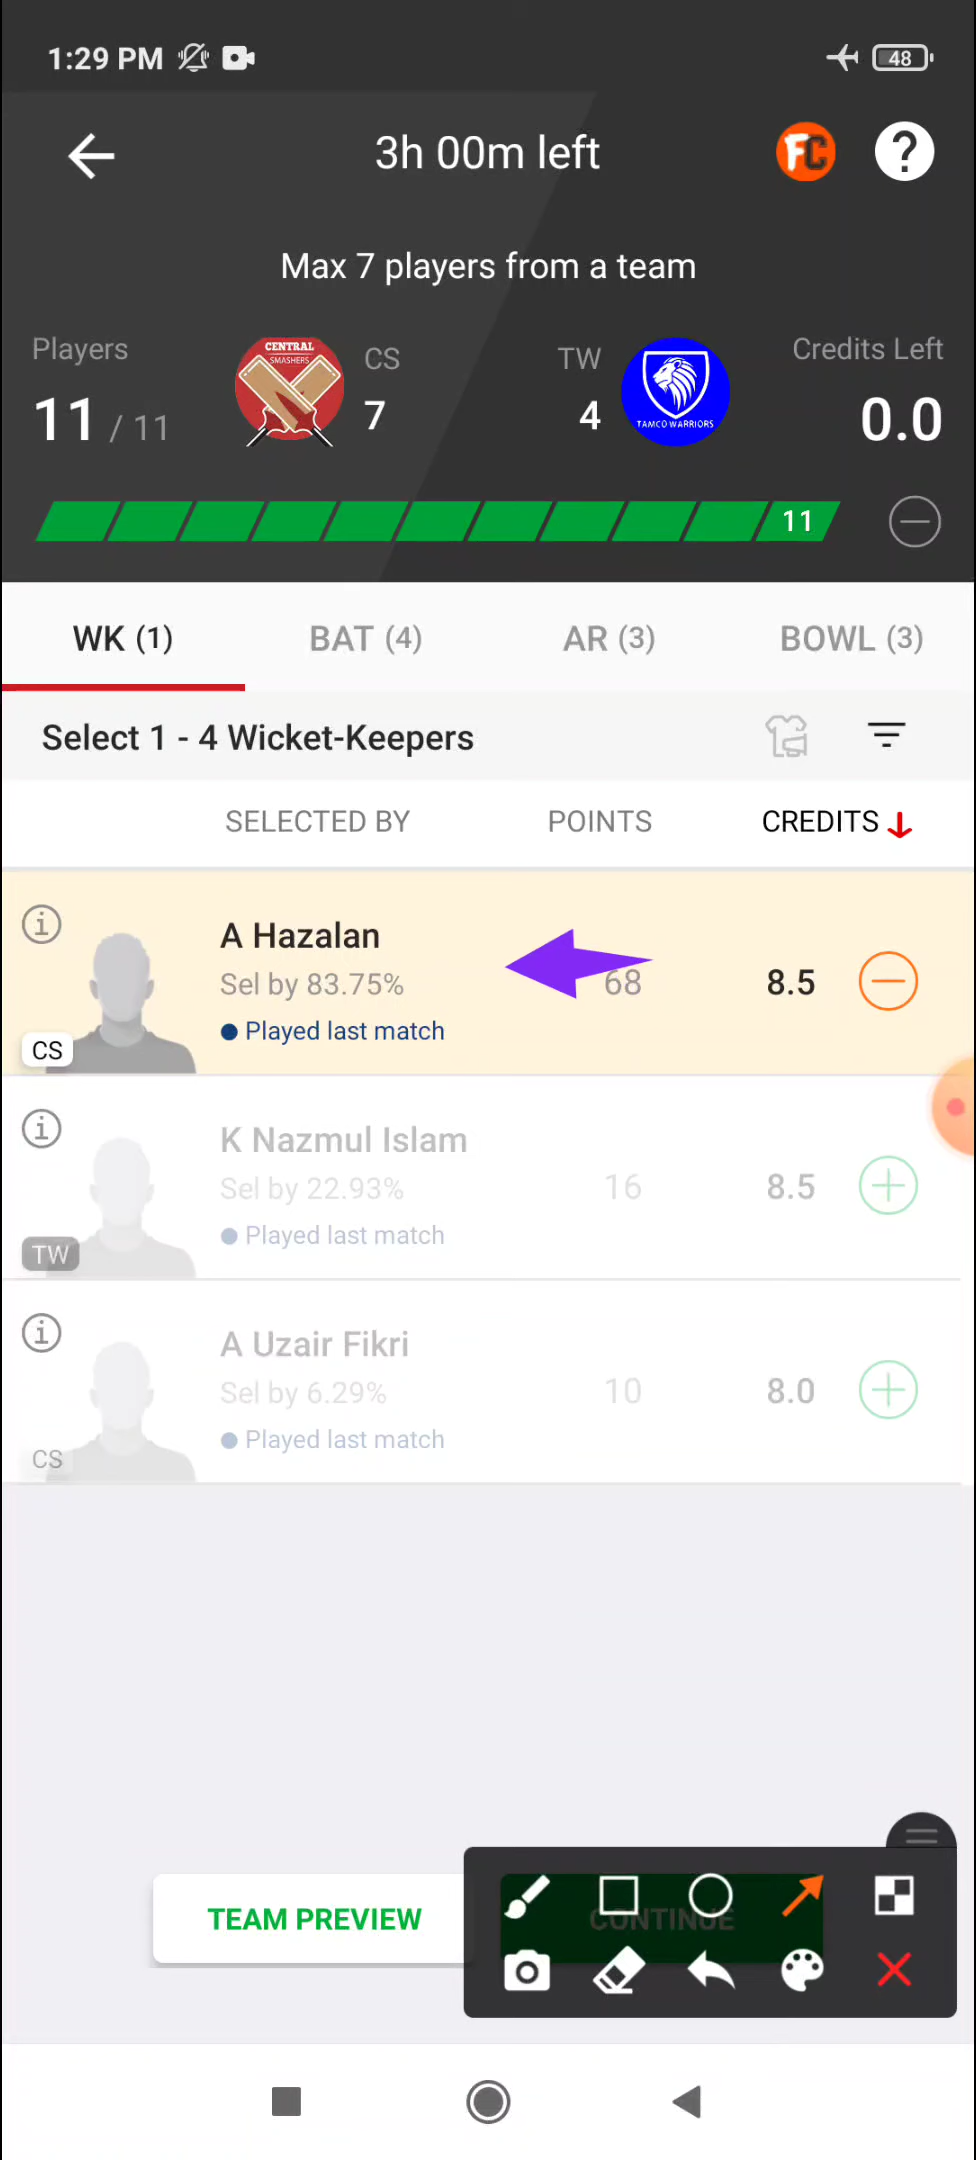 1:29 PM
48
3h 00m left
FC
?
Max 7 players from a team
Players
11 / 11
CENTRAL
SMASHERS
CS
7
TW
4
TAMCO WARRIORS
Credits Left
0.0
11
WK (1)
BAT (4)
AR (3)
BOWL (3)
Select 1 - 4 Wicket-Keepers
SELECTED BY
POINTS
CREDITS
A Hazalan
Sel by 83.75%
68
8.5
Played last match
CS
K Nazmul Islam
Sel by 22.93%
16
8.5
Played last match
TW
A Uzair Fikri
Sel by 6.29%
10
8.0
Played last match
CS
TEAM PREVIEW
CONTINUE